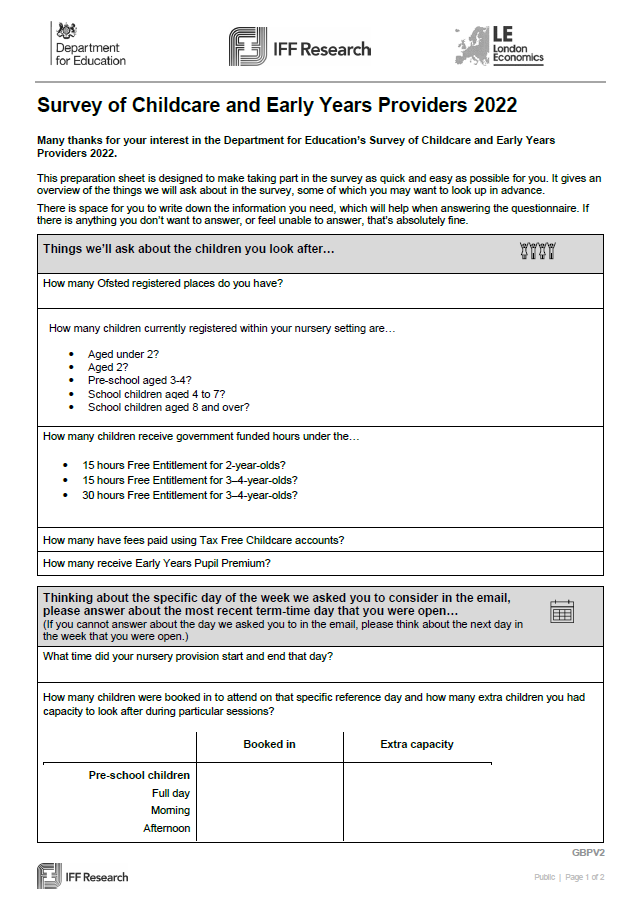 Department
for Education
IFF Research
LE
London
Economics
Survey of Childcare and Early Years Providers 2022
Many thanks for your interest in the Department for Education's Survey of Childcare and Early Years
Providers 2022.
This preparation sheet is designed to make taking part in the survey as quick and easy as possible for you. It gives an
overview of the things we will ask about in the survey, some of which you may want to look up in advance.
There is space for you to write down the information you need, which will help when answering the questionnaire. If
there is anything you don't want to answer, or feel unable to answer, that's absolutely fine.
Things we'll ask about the children you look after…
How many Ofsted registered places do you have?
How many children currently registered within your nursery setting are…
• Aged under 2?
• Aged 2?
• Pre-school aged 3-4?
• School children aged 4 to 7?
• School children aged 8 and over?
How many children receive government funded hours under the…
• 15 hours Free Entitlement for 2-year-olds?
• 15 hours Free Entitlement for 3–4-year-olds?
• 30 hours Free Entitlement for 3–4-year-olds?
How many have fees paid using Tax Free Childcare accounts?
How many receive Early Years Pupil Premium?
Thinking about the specific day of the week we asked you to consider in the email,
please answer about the most recent term-time day that you were open…
(If you cannot answer about the day we asked you to in the email, please think about the next day in
the week that you were open.)
What time did your nursery provision start and end that day?
How many children were booked in to attend on that specific reference day and how many extra children you had
capacity to look after during particular sessions?
Booked in Extra capacity
Pre-school children
Full day
Morning
Afternoon
GBPV2
IFF Research
Public | Page 1 of 2